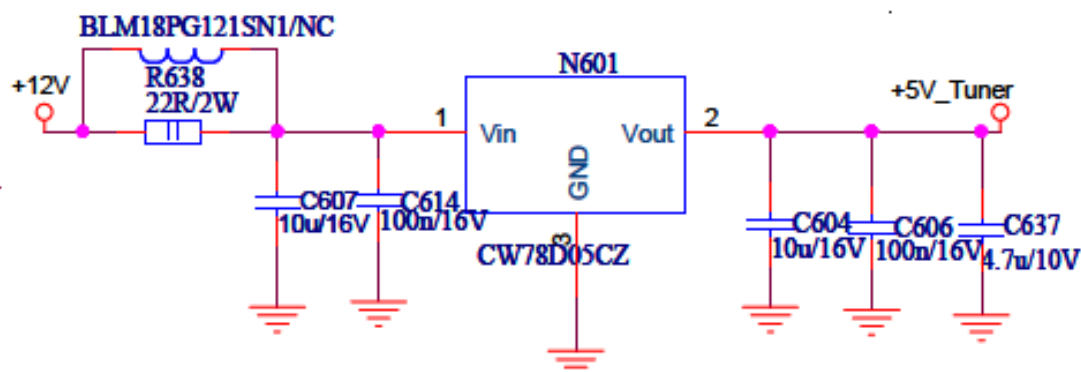 BLM18PG121SN1/NC
+12V
R638
22R/2W
N601
+5V_Tuner
1
Vin
Vout
2
GND
3
C607
10u/16V
C614
100n/16V
CW78D05CZ
C604
10u/16V
C606
100n/16V
C637
4.7u/10V